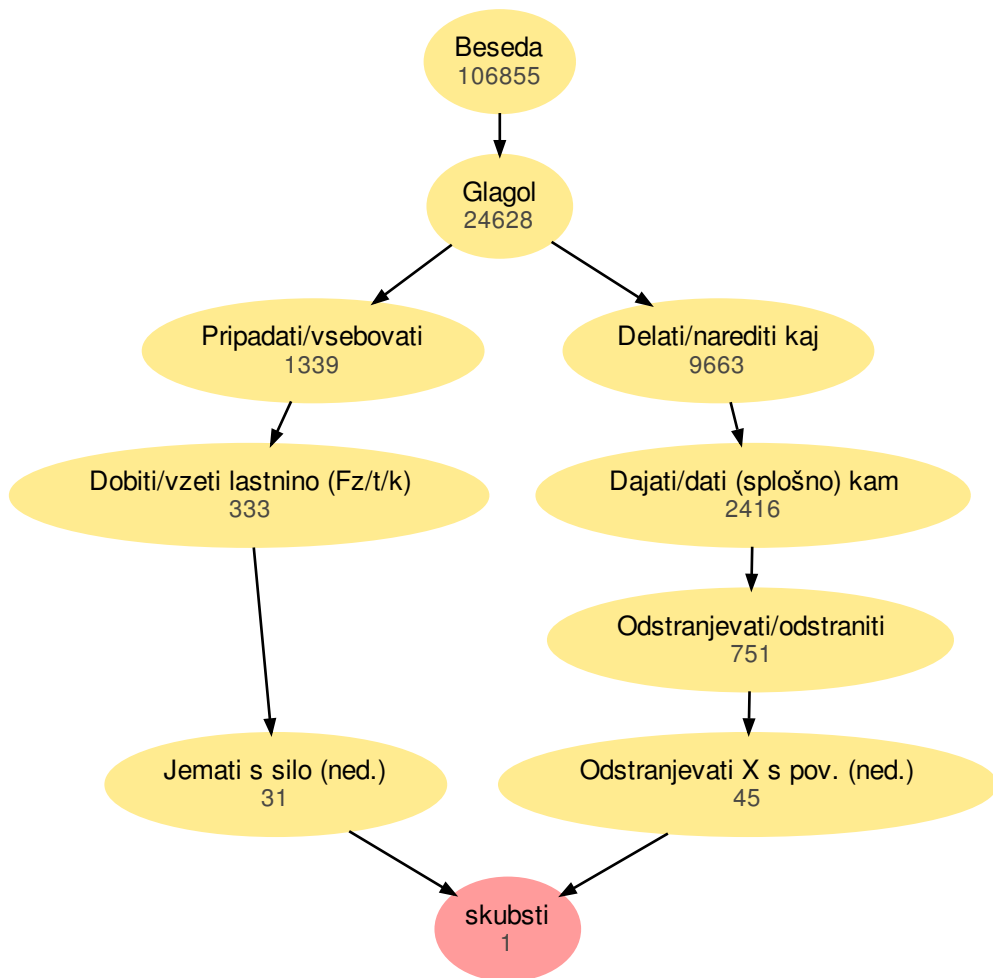 Beseda
106855
Glagol
24628
Pripadati/vsebovati
1339
Delati/narediti kaj
9663
Dobiti/vzeti lastnino (Fz/t/k)
333
Dajati/dati (splošno) kam
2416
Odstranjevati/odstraniti
751
Jemati s silo (ned.)
31
Odstranjevati X s pov. (ned.)
45
skubsti
1